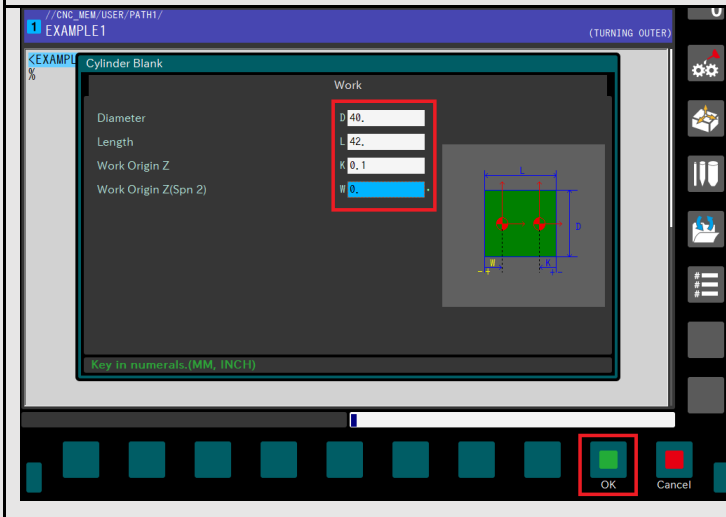 //CNC_MEM/USER/PATH1/
1 EXAMPLE1
(TURNING OUTER)
<EXAMPL
%
Cylinder Blank
Work
Diameter D 40.
Length L 42.
Work Origin Z K 0.1
Work Origin Z(Spn 2) W 0.
L
D
W K
- + + -
Key in numerals.(MM, INCH)
OK Cancel